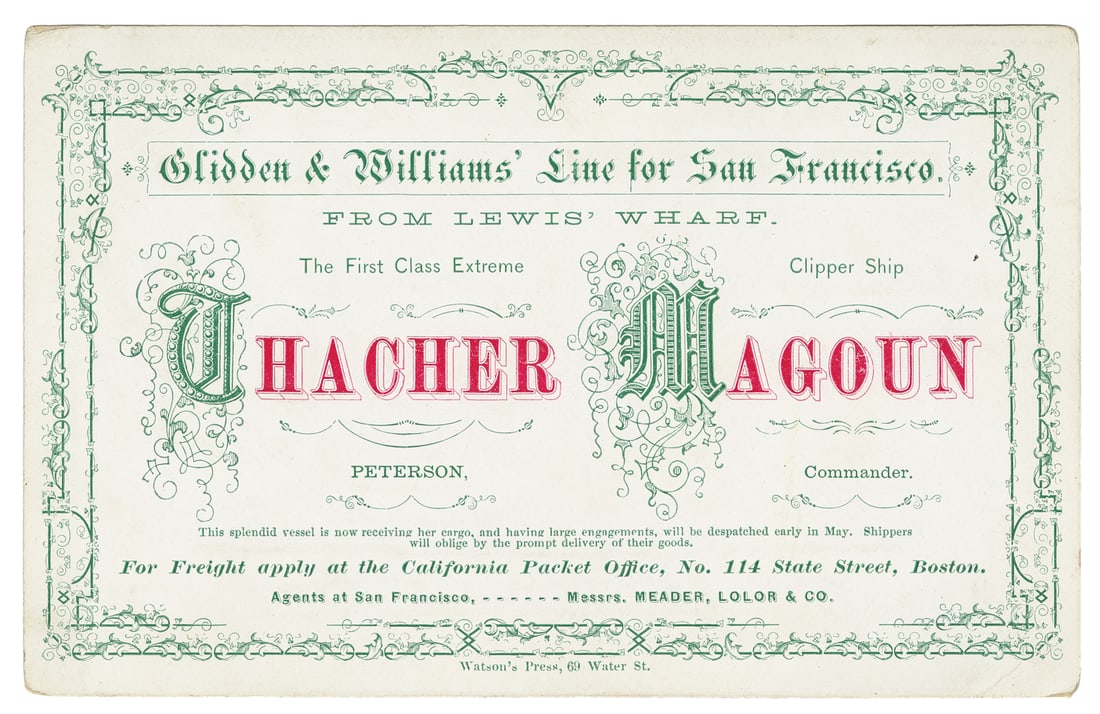 Glidden & Williams' Line for San Francisco.
FROM LEWIS' WHARF.
The First Class Extreme Clipper Ship
THACHER MAGOUN
PETERSON, Commander.
This splendid vessel is now receiving her cargo, and having large engagements, will be despatched early in May. Shippers
will oblige by the prompt delivery of their goods.
For Freight apply at the California Packet Office, No. 114 State Street, Boston.
Agents at San Francisco, - - - - - - Messrs. MEADER, LOLOR & CO.
Watson's Press, 69 Water St.